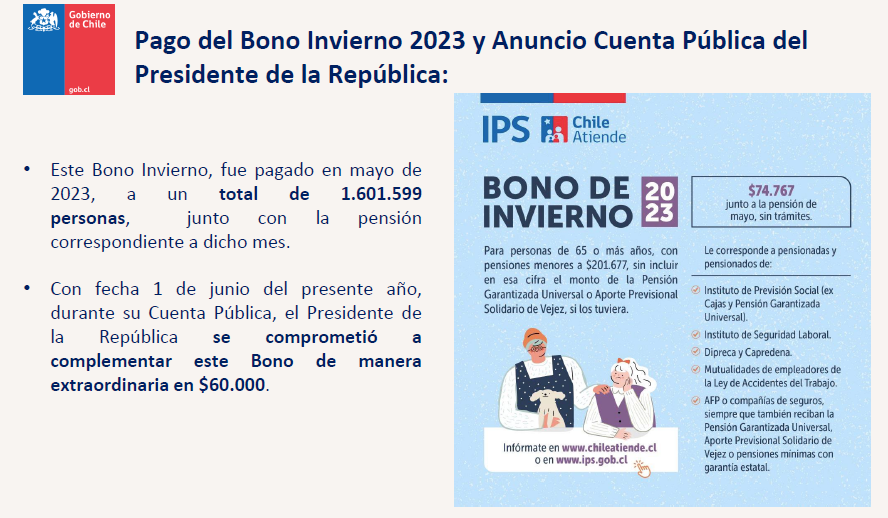 Gobierno
de Chile
gob.cl
Pago del Bono Invierno 2023 y Anuncio Cuenta Pública del
Presidente de la República:
• Este Bono Invierno, fue pagado en mayo de
2023, a un total de 1.601.599
personas, junto con la pensión
correspondiente a dicho mes.
• Con fecha 1 de junio del presente año,
durante su Cuenta Pública, el Presidente de
la República se comprometió a
complementar este Bono de manera
extraordinaria en $60.000.
IPS Chile
Atiende
BONO DE
INVIERNO
20
23
$74.767
junto a la pensión de
mayo, sin trámites.
Para personas de 65 o más años, con
pensiones menores a $201.677, sin incluir
en esa cifra el monto de la Pensión
Garantizada Universal o Aporte Previsional
Solidario de Vejez, si los tuviera.
Infórmate en www.chileatiende.cl
o en www.ips.gob.cl
Le corresponde a pensionadas y
pensionados de:
Instituto de Previsión Social (ex
Cajas y Pensión Garantizada
Universal).
Instituto de Seguridad Laboral.
Dipreca y Capredena.
Mutualidades de empleadores de
la Ley de Accidentes del Trabajo.
AFP o compañías de seguros,
siempre que también reciban la
Pensión Garantizada Universal,
Aporte Previsional Solidario de
Vejez o pensiones mínimas con
garantía estatal.